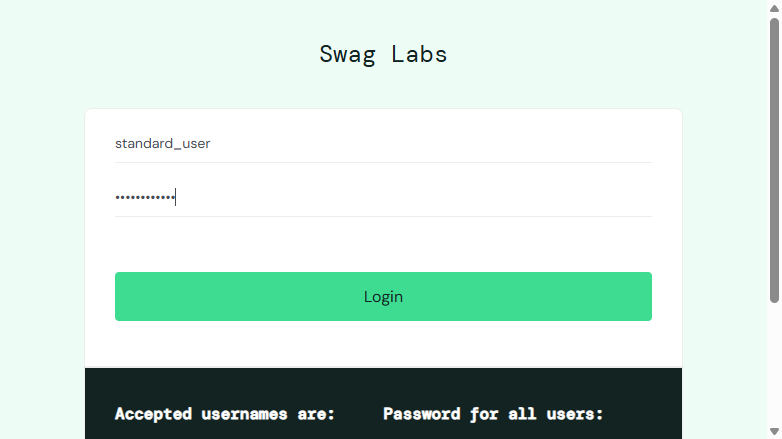 Swag Labs
standard_user
••••••••••••
Login
Accepted usernames are:
Password for all users: